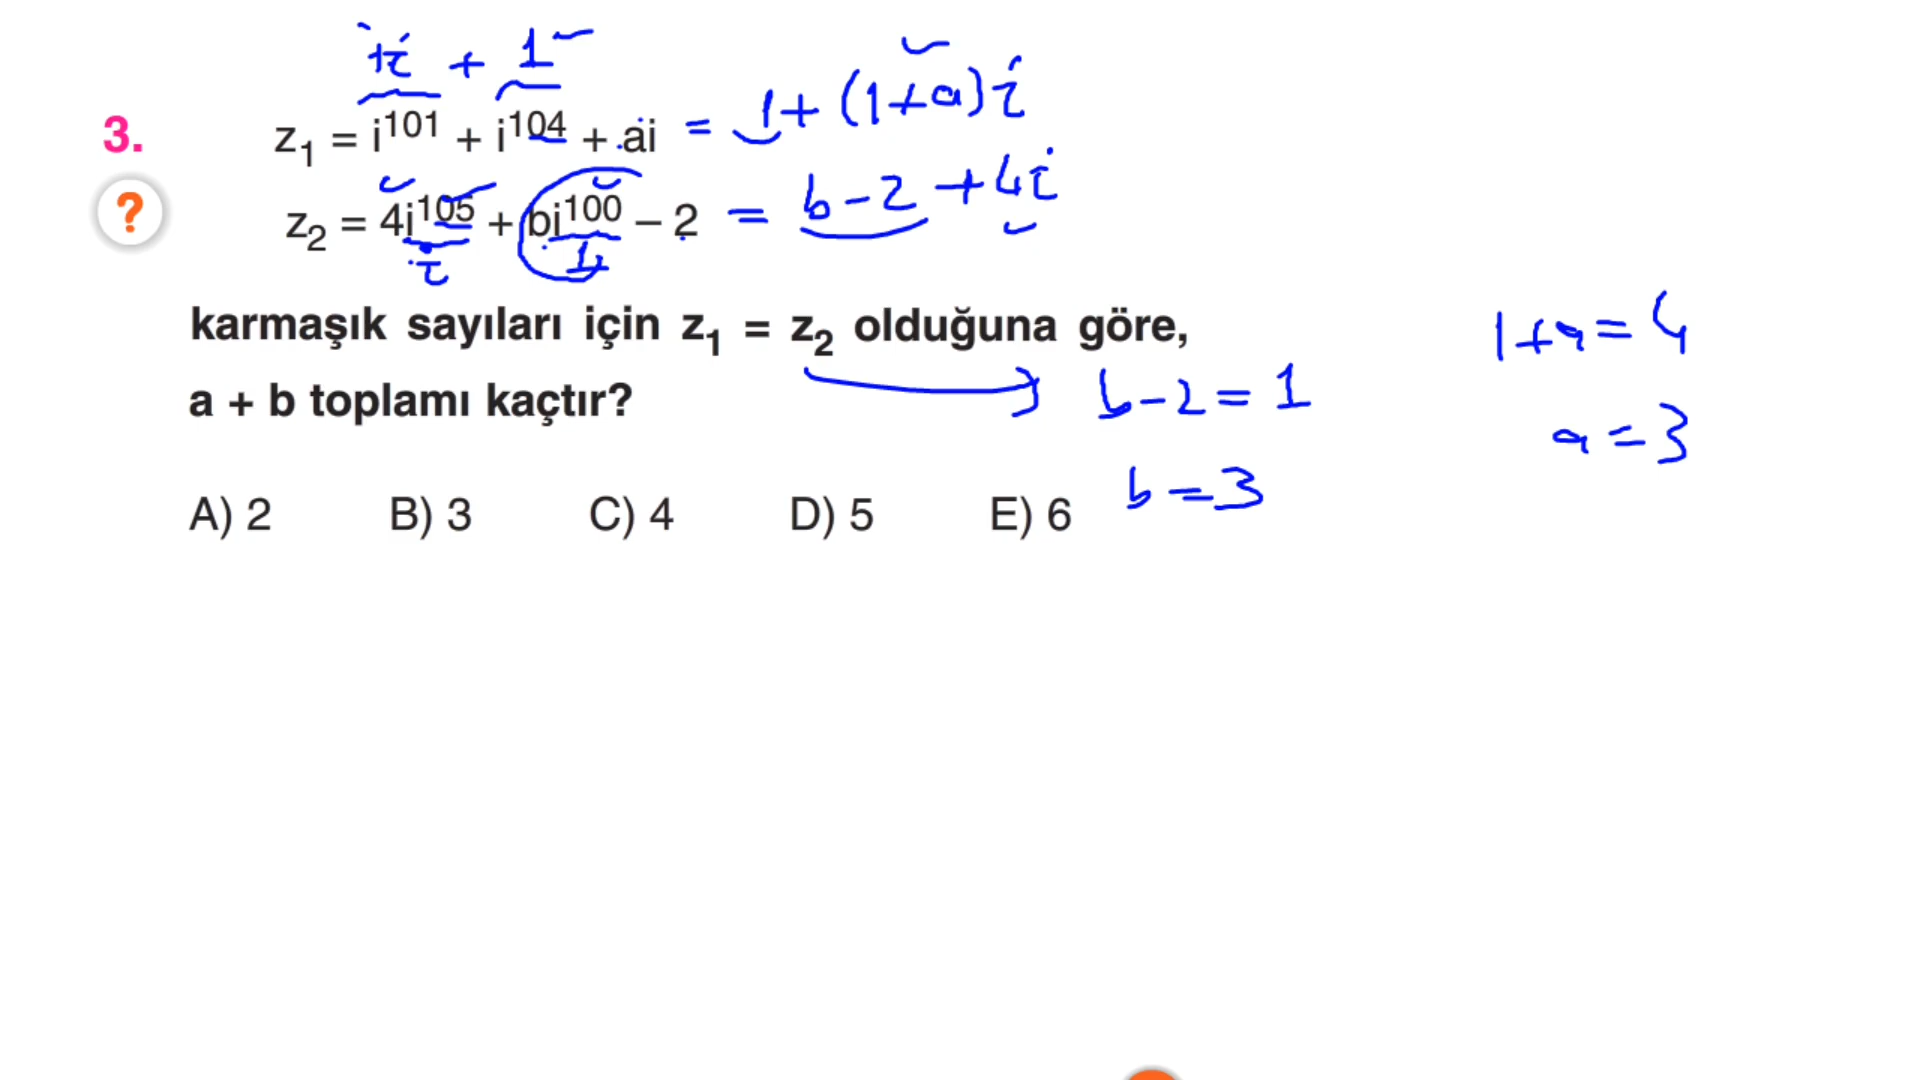 +i + 1
3. z₁ = i¹⁰¹ + i¹⁰⁴ + ai = 1 + (1+a)i
? z₂ = 4i¹⁰⁵ + bi¹⁰⁰ – 2 = b-2 + 4i
i 1
karmaşık sayıları için z₁ = z₂ olduğuna göre, 1+a=4
a + b toplamı kaçtır? b-2=1 a=3
A) 2 B) 3 C) 4 D) 5 E) 6 b=3